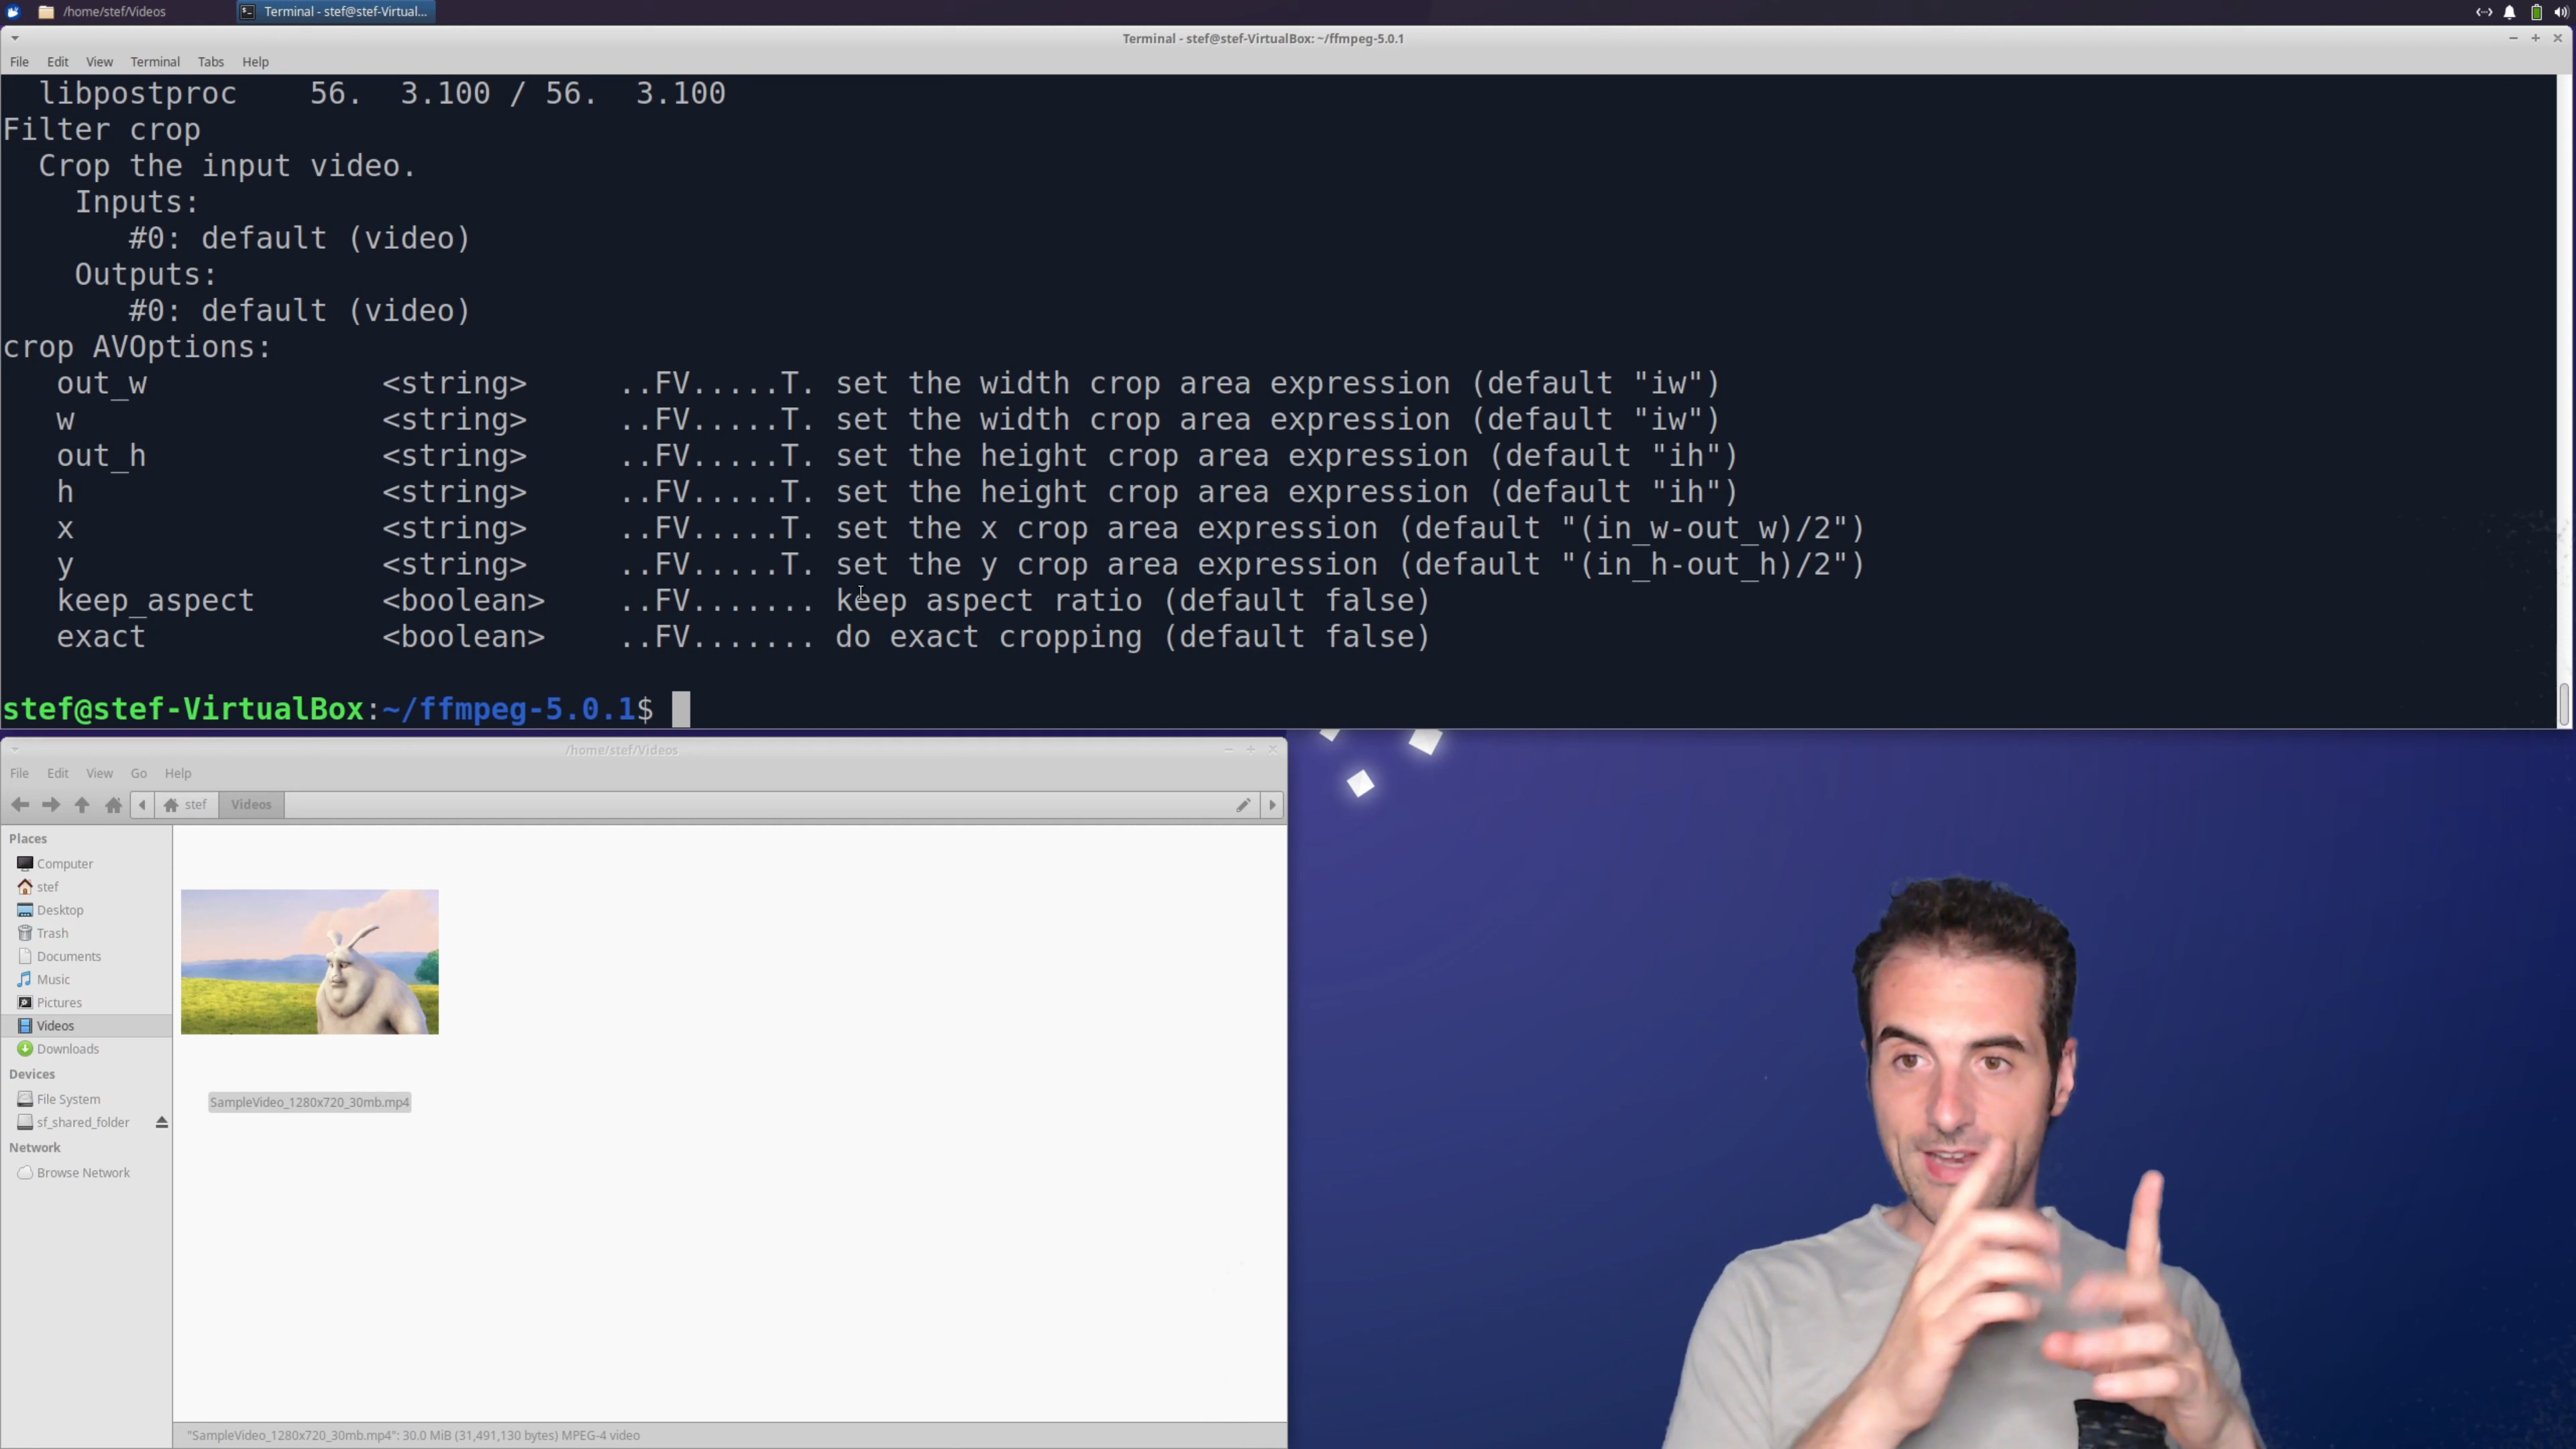 /home/stef/Videos
Terminal - stef@stef-Virtual...
Terminal - stef@stef-VirtualBox: ~/ffmpeg-5.0.1
File Edit View Terminal Tabs Help
libpostproc    56.  3.100 / 56.  3.100
Filter crop
Crop the input video.
Inputs:
#0: default (video)
Outputs:
#0: default (video)
crop AVOptions:
out_w             <string>     ..FV.....T. set the width crop area expression (default "iw")
w                 <string>     ..FV.....T. set the width crop area expression (default "iw")
out_h             <string>     ..FV.....T. set the height crop area expression (default "ih")
h                 <string>     ..FV.....T. set the height crop area expression (default "ih")
x                 <string>     ..FV.....T. set the x crop area expression (default "(in_w-out_w)/2")
y                 <string>     ..FV.....T. set the y crop area expression (default "(in_h-out_h)/2")
keep_aspect       <boolean>    ..FV....... keep aspect ratio (default false)
exact             <boolean>    ..FV....... do exact cropping (default false)
stef@stef-VirtualBox:~/ffmpeg-5.0.1$
/home/stef/Videos
File Edit View Go Help
stef Videos
Places
Computer
stef
Desktop
Trash
Documents
Music
Pictures
Videos
Downloads
Devices
File System
sf_shared_folder
Network
Browse Network
SampleVideo_1280x720_30mb.mp4
"SampleVideo_1280x720_30mb.mp4": 30.0 MiB (31,491,130 bytes) MPEG-4 video